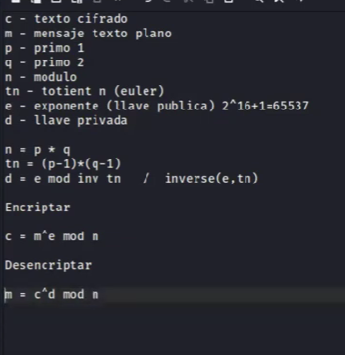 c - texto cifrado
m - mensaje texto plano
p - primo 1
q - primo 2
n - modulo
tn - totient n (euler)
e - exponente (llave publica) 2^16+1=65537
d - llave privada
n = p * q
tn = (p-1)*(q-1)
d = e mod inv tn / inverse(e,tn)
Encriptar
c = m^e mod n
Desencriptar
m = c^d mod n